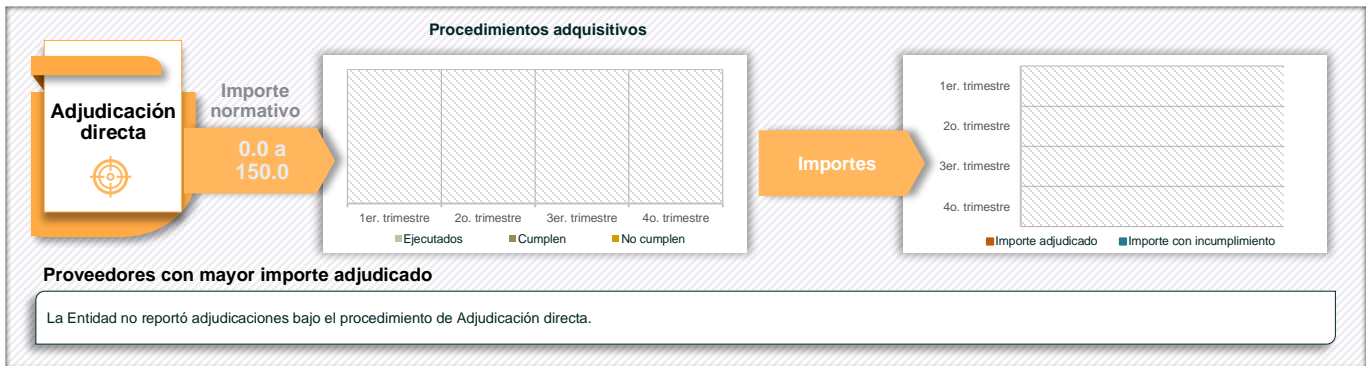 Procedimientos adquisitivos
Adjudicación
directa
Importe
normativo
0.0 a
150.0
1er. trimestre
2o. trimestre
3er. trimestre
4o. trimestre
Ejecutados
Cumplen
No cumplen
Importes
1er. trimestre
2o. trimestre
3er. trimestre
4o. trimestre
Importe adjudicado
Importe con incumplimiento
Proveedores con mayor importe adjudicado
La Entidad no reportó adjudicaciones bajo el procedimiento de Adjudicación directa.